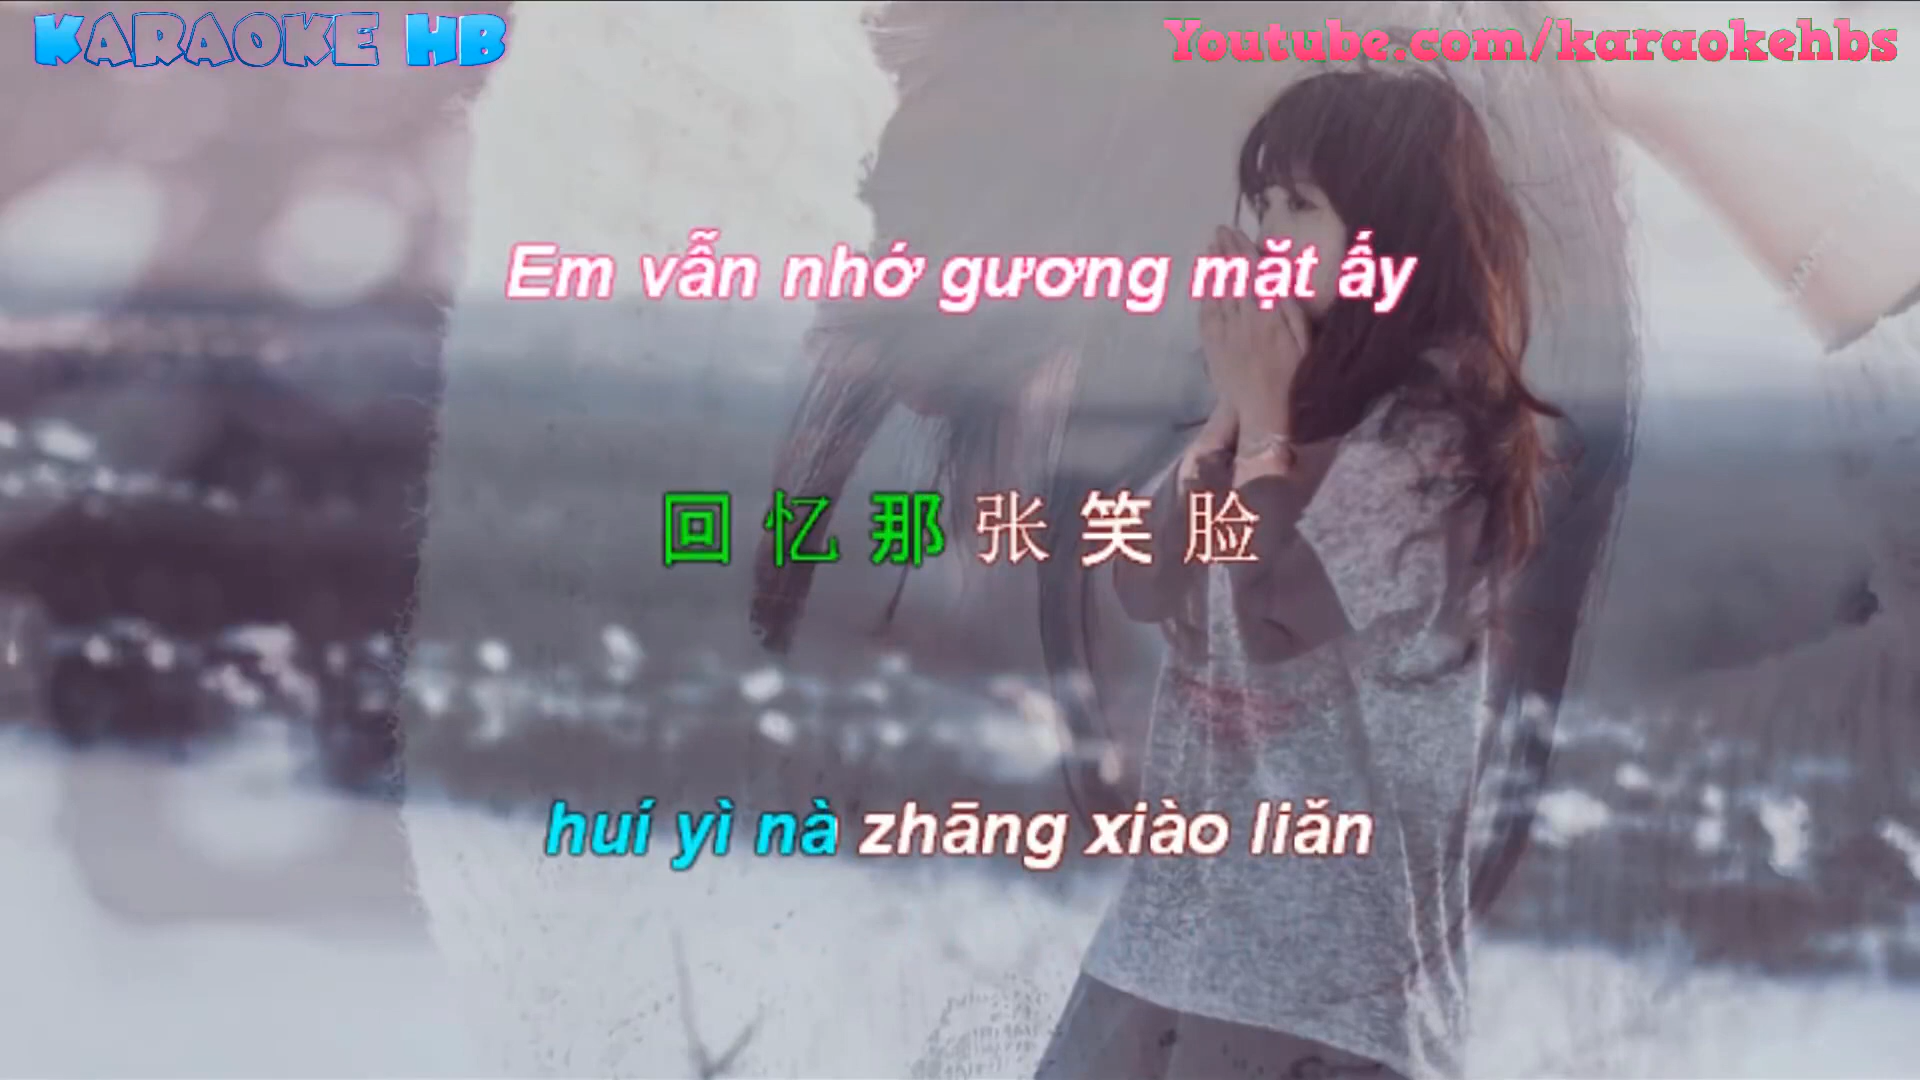 KARAOKE HB
Youtube.com/karaokehbs
Em vẫn nhớ gương mặt ấy
回忆那张笑脸
huí yì nà zhāng xiào liǎn